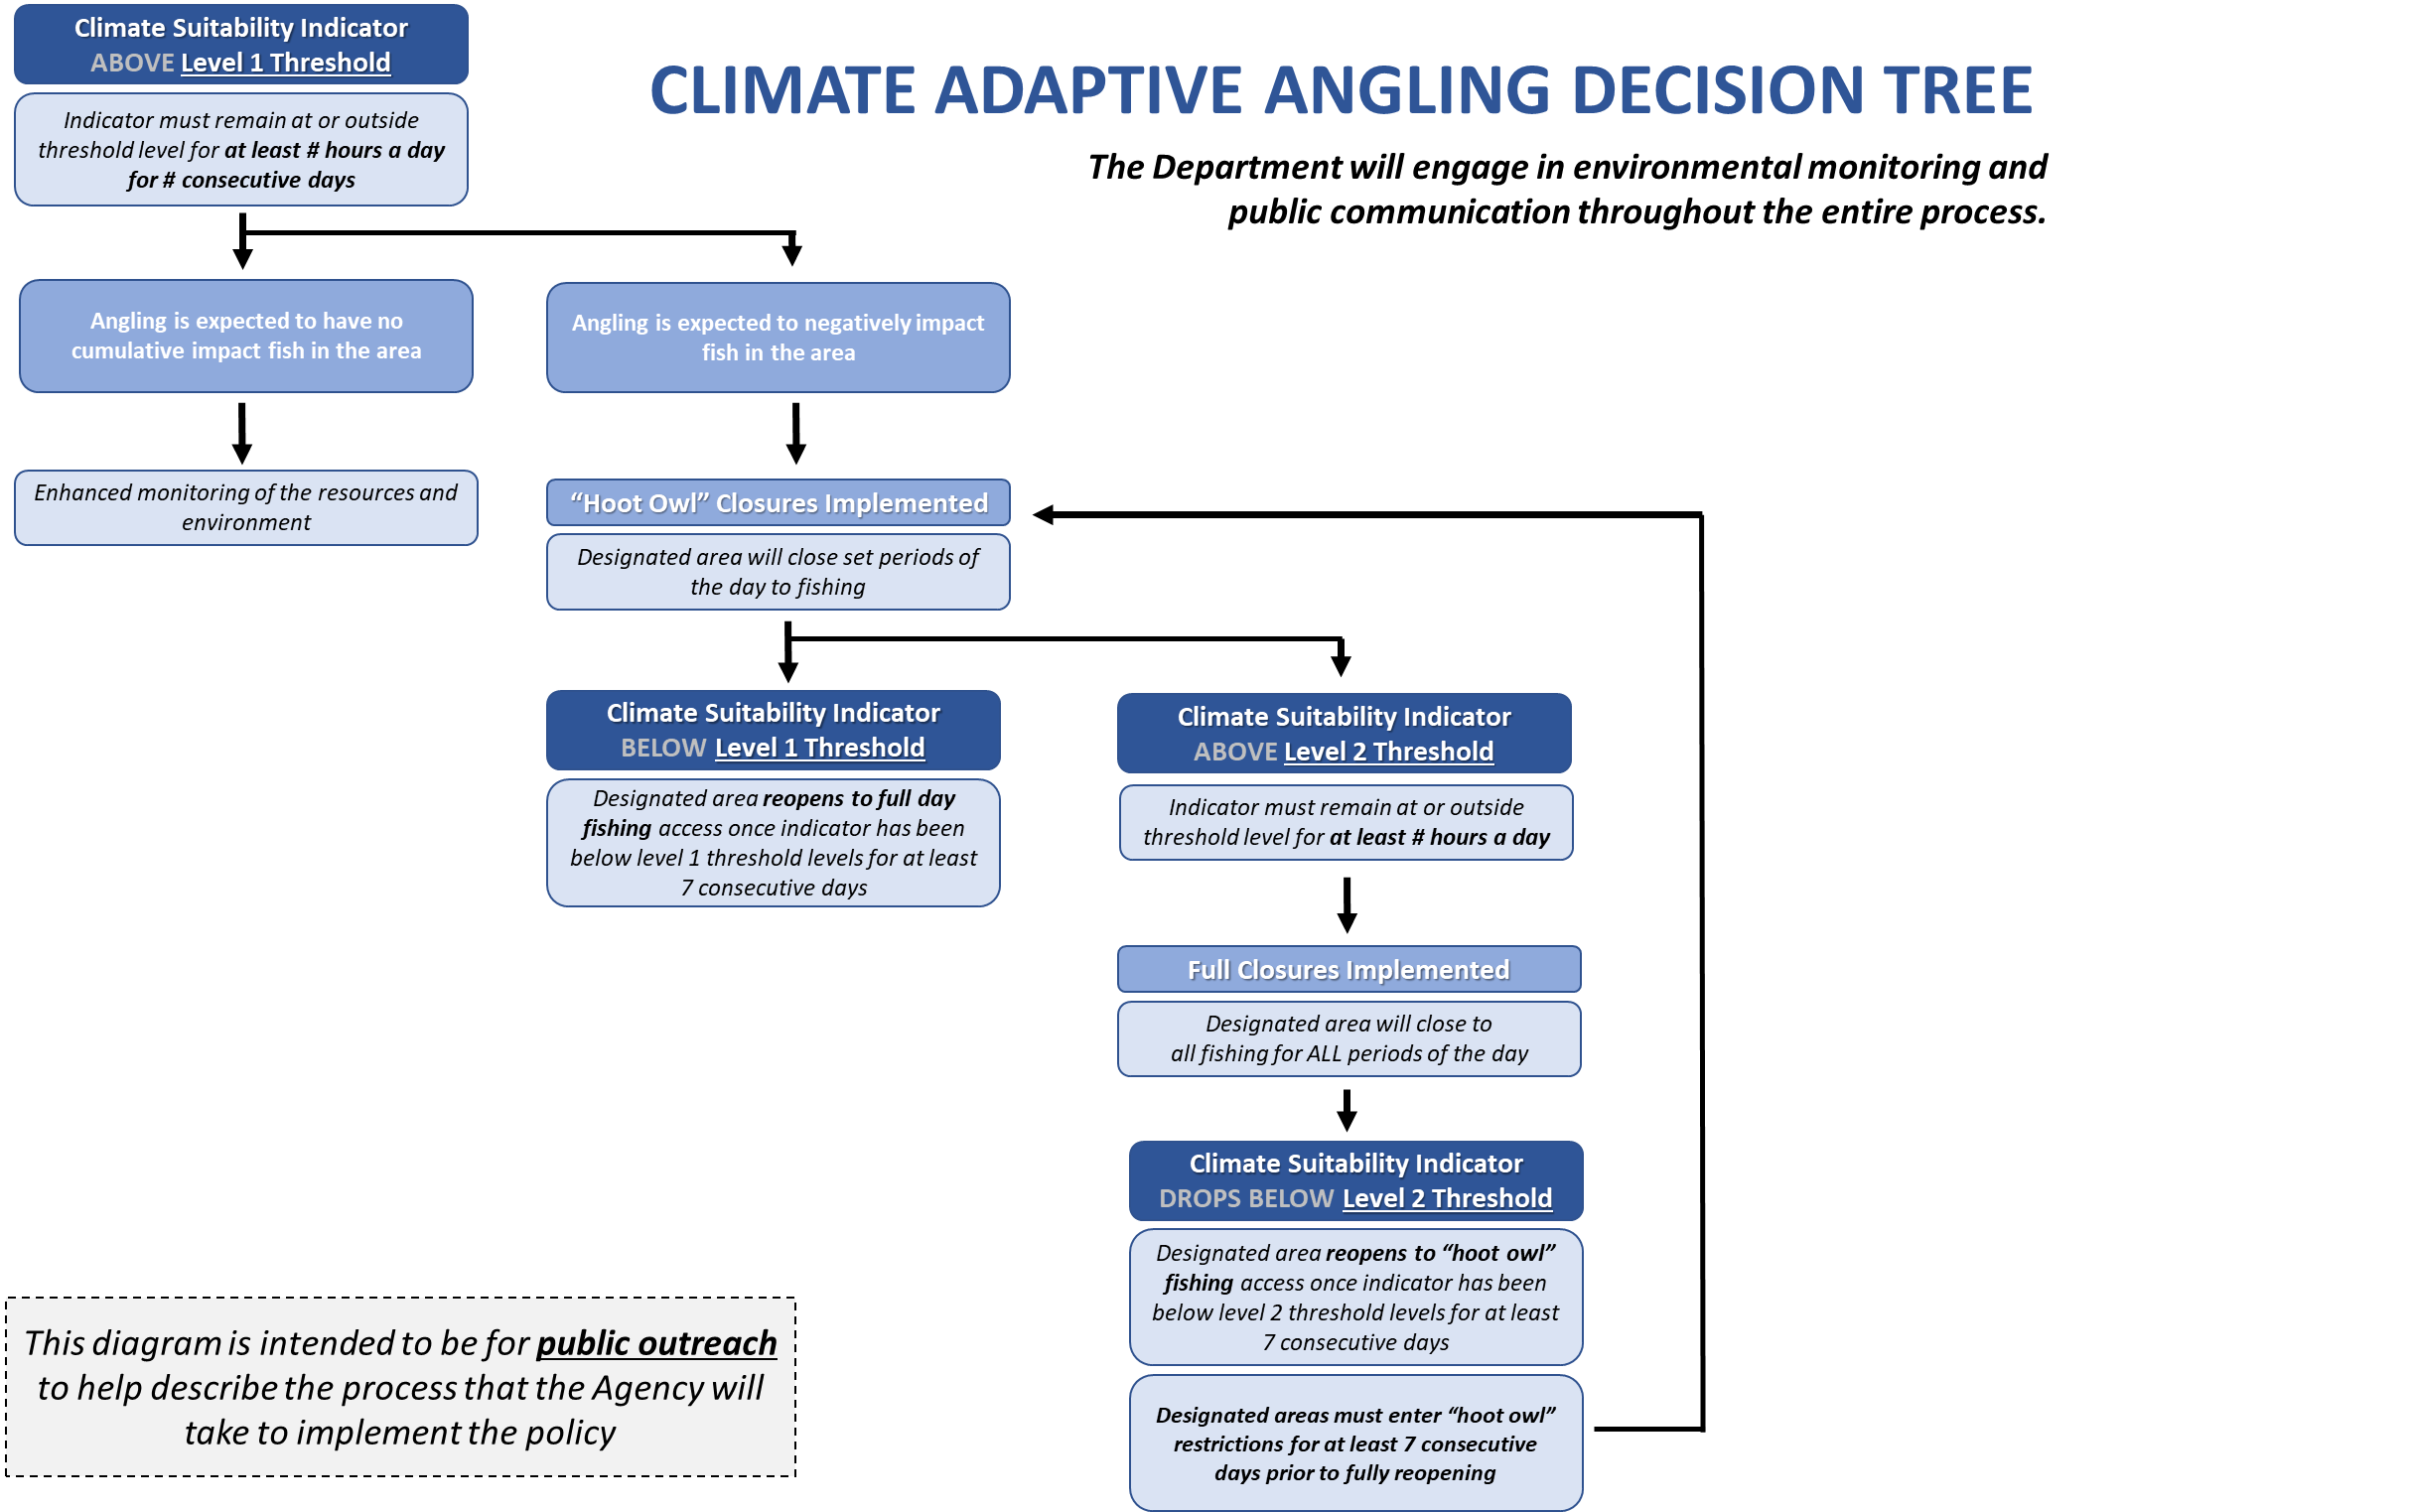 Climate Suitability Indicator
ABOVE Level 1 Threshold
Indicator must remain at or outside
threshold level for at least # hours a day
for # consecutive days
CLIMATE ADAPTIVE ANGLING DECISION TREE
The Department will engage in environmental monitoring and
public communication throughout the entire process.
Angling is expected to have no
cumulative impact fish in the area
Angling is expected to negatively impact
fish in the area
Enhanced monitoring of the resources and
environment
“Hoot Owl” Closures Implemented
Designated area will close set periods of
the day to fishing
Climate Suitability Indicator
BELOW Level 1 Threshold
Designated area reopens to full day
fishing access once indicator has been
below level 1 threshold levels for at least
7 consecutive days
Climate Suitability Indicator
ABOVE Level 2 Threshold
Indicator must remain at or outside
threshold level for at least # hours a day
Full Closures Implemented
Designated area will close to
all fishing for ALL periods of the day
Climate Suitability Indicator
DROPS BELOW Level 2 Threshold
Designated area reopens to “hoot owl”
fishing access once indicator has been
below level 2 threshold levels for at least
7 consecutive days
Designated areas must enter “hoot owl”
restrictions for at least 7 consecutive
days prior to fully reopening
This diagram is intended to be for public outreach
to help describe the process that the Agency will
take to implement the policy